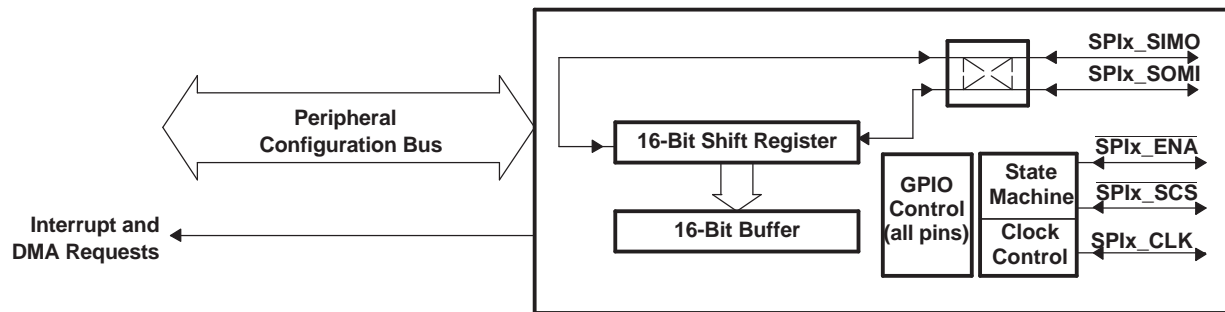 SPIx_SIMO
SPIx_SOMI
Peripheral
Configuration Bus
16-Bit Shift Register
SPIx_ENA
State
Machine
GPIO
Control
(all pins)
SPIx_SCS
Interrupt and
DMA Requests
16-Bit Buffer
Clock
Control
SPIx_CLK